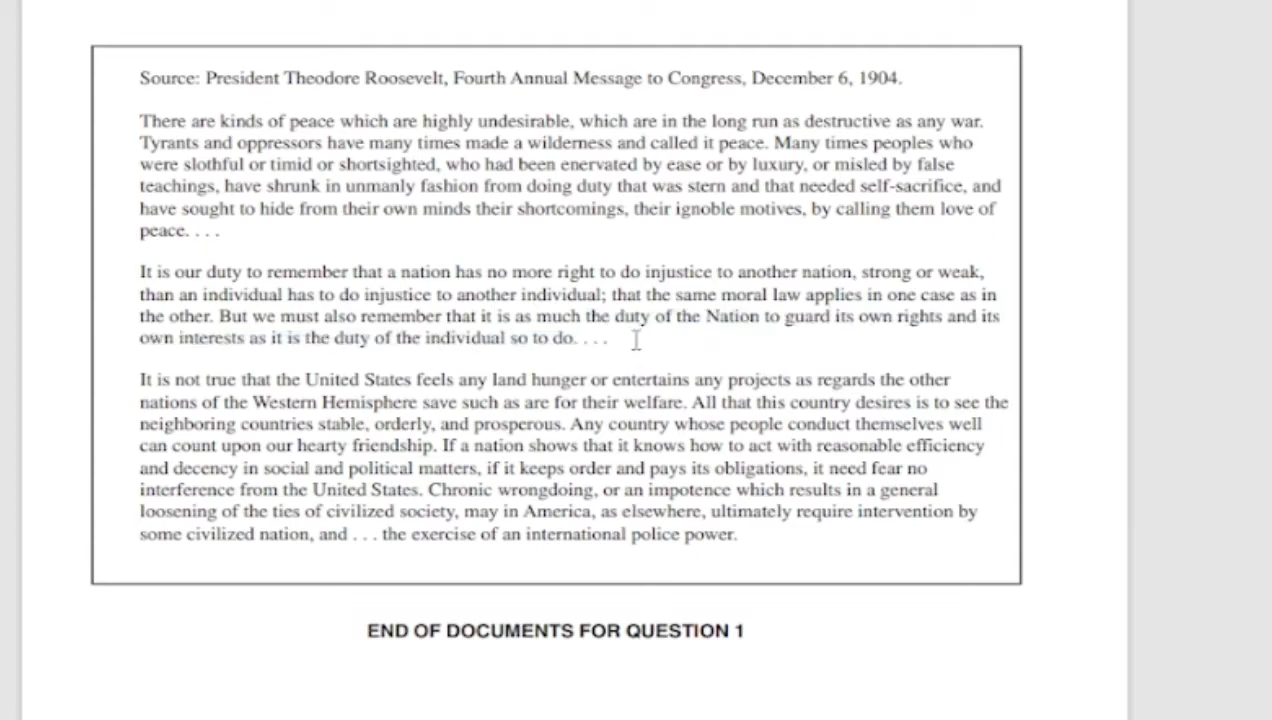 Source: President Theodore Roosevelt, Fourth Annual Message to Congress, December 6, 1904.
There are kinds of peace which are highly undesirable, which are in the long run as destructive as any war.
Tyrants and oppressors have many times made a wilderness and called it peace. Many times peoples who
were slothful or timid or shortsighted, who had been enervated by ease or by luxury, or misled by false
teachings, have shrunk in unmanly fashion from doing duty that was stern and that needed self-sacrifice, and
have sought to hide from their own minds their shortcomings, their ignoble motives, by calling them love of
peace. . . .
It is our duty to remember that a nation has no more right to do injustice to another nation, strong or weak,
than an individual has to do injustice to another individual; that the same moral law applies in one case as in
the other. But we must also remember that it is as much the duty of the Nation to guard its own rights and its
own interests as it is the duty of the individual so to do. . . .
It is not true that the United States feels any land hunger or entertains any projects as regards the other
nations of the Western Hemisphere save such as are for their welfare. All that this country desires is to see the
neighboring countries stable, orderly, and prosperous. Any country whose people conduct themselves well
can count upon our hearty friendship. If a nation shows that it knows how to act with reasonable efficiency
and decency in social and political matters, if it keeps order and pays its obligations, it need fear no
interference from the United States. Chronic wrongdoing, or an impotence which results in a general
loosening of the ties of civilized society, may in America, as elsewhere, ultimately require intervention by
some civilized nation, and . . . the exercise of an international police power.
END OF DOCUMENTS FOR QUESTION 1